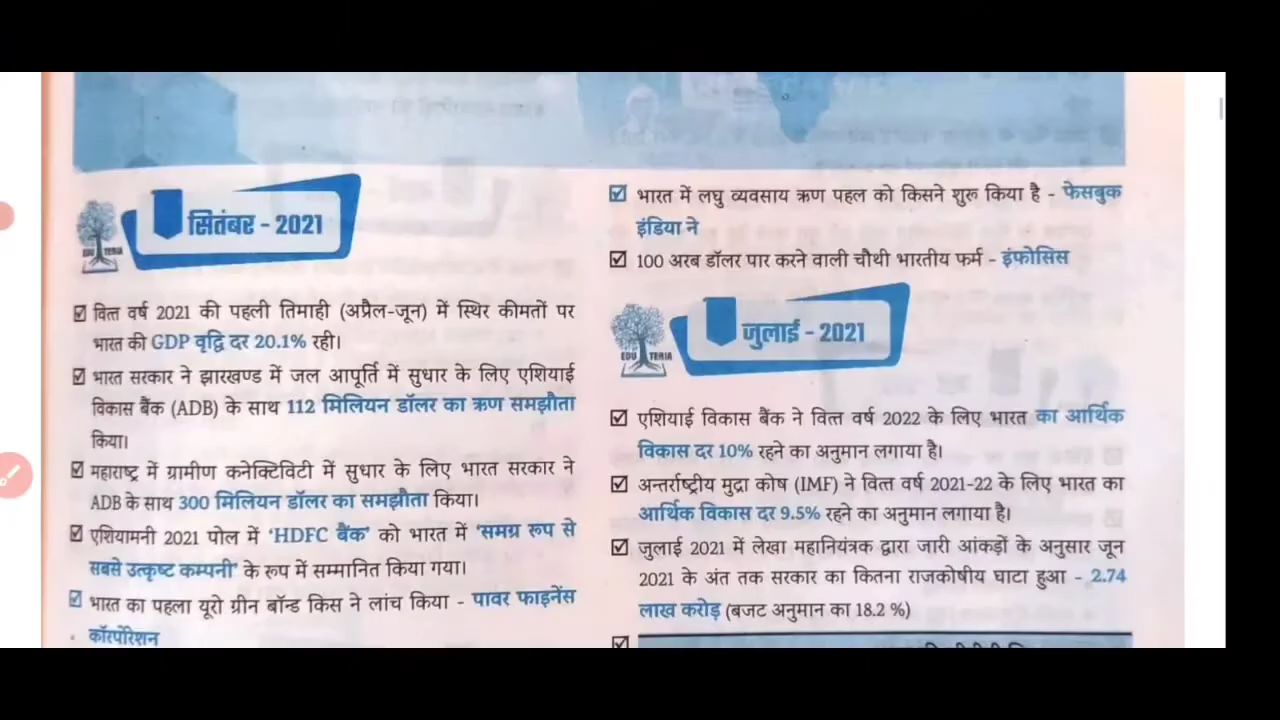 सितंबर - 2021
EDU TERIA
वित्त वर्ष 2021 की पहली तिमाही (अप्रैल-जून) में स्थिर कीमतों पर
भारत की GDP वृद्धि दर 20.1% रही।
भारत सरकार ने झारखण्ड में जल आपूर्ति में सुधार के लिए एशियाई
विकास बैंक (ADB) के साथ 112 मिलियन डॉलर का ऋण समझौता
किया।
महाराष्ट्र में ग्रामीण कनेक्टिविटी में सुधार के लिए भारत सरकार ने
ADB के साथ 300 मिलियन डॉलर का समझौता किया।
एशियामनी 2021 पोल में ‘HDFC बैंक’ को भारत में ‘समग्र रूप से
सबसे उत्कृष्ट कम्पनी’ के रूप में सम्मानित किया गया।
भारत का पहला यूरो ग्रीन बॉन्ड किस ने लांच किया - पावर फाइनेंस
कॉरपोरेशन
भारत में लघु व्यवसाय ऋण पहल को किसने शुरू किया है - फेसबुक
इंडिया ने
100 अरब डॉलर पार करने वाली चौथी भारतीय फर्म - इंफोसिस
जुलाई - 2021
EDU TERIA
एशियाई विकास बैंक ने वित्त वर्ष 2022 के लिए भारत का आर्थिक
विकास दर 10% रहने का अनुमान लगाया है।
अन्तर्राष्ट्रीय मुद्रा कोष (IMF) ने वित्त वर्ष 2021-22 के लिए भारत का
आर्थिक विकास दर 9.5% रहने का अनुमान लगाया है।
जुलाई 2021 में लेखा महानियंत्रक द्वारा जारी आंकड़ों के अनुसार जून
2021 के अंत तक सरकार का कितना राजकोषीय घाटा हुआ - 2.74
लाख करोड़ (बजट अनुमान का 18.2 %)